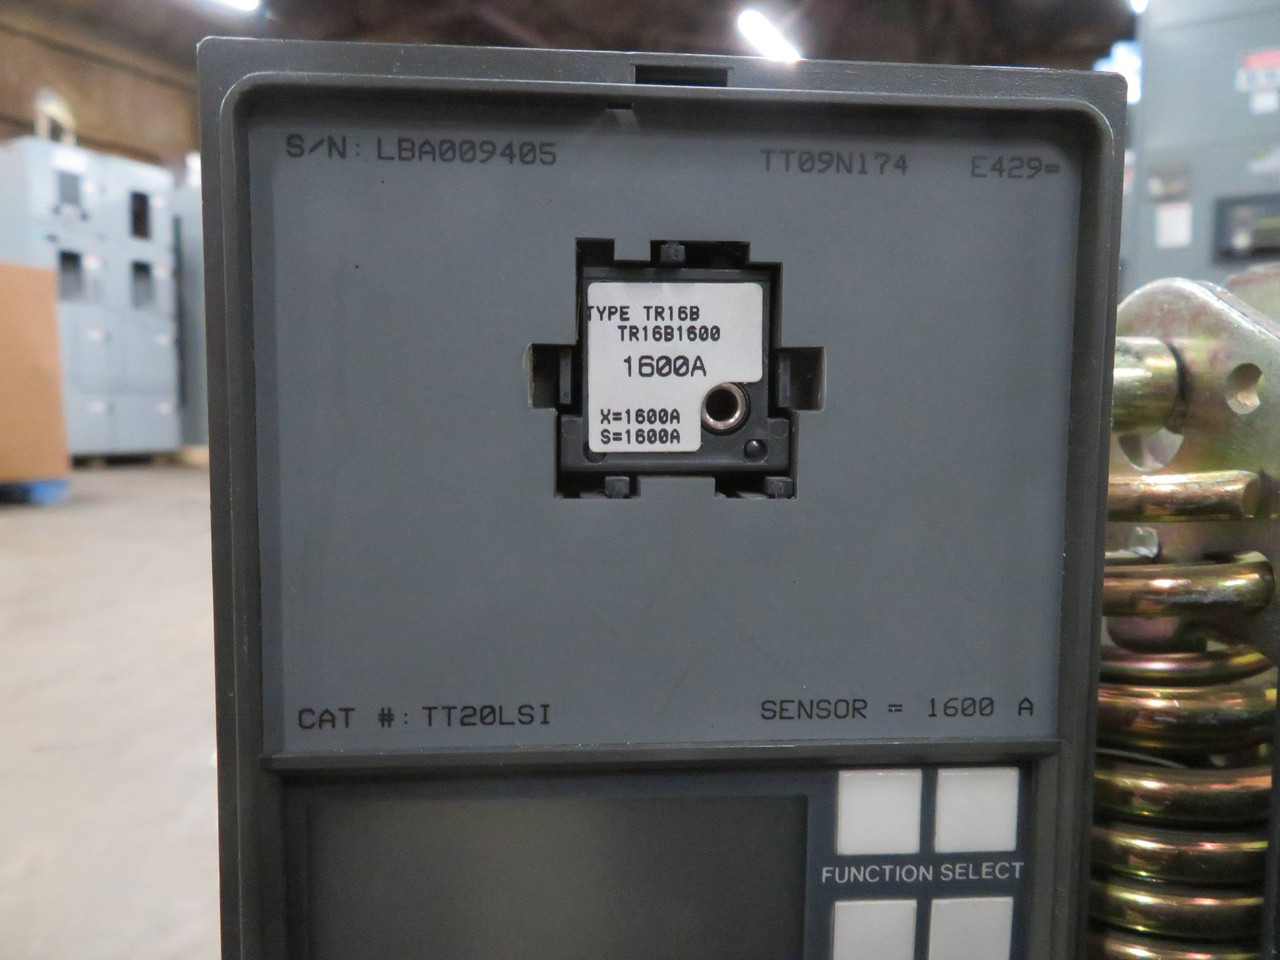 S/N: LBA009405 TT09N174 E429=
TYPE TR16B
TR16B1600
1600A
X=1600A
S=1600A
CAT #: TT20LSI SENSOR = 1600 A
FUNCTION SELECT